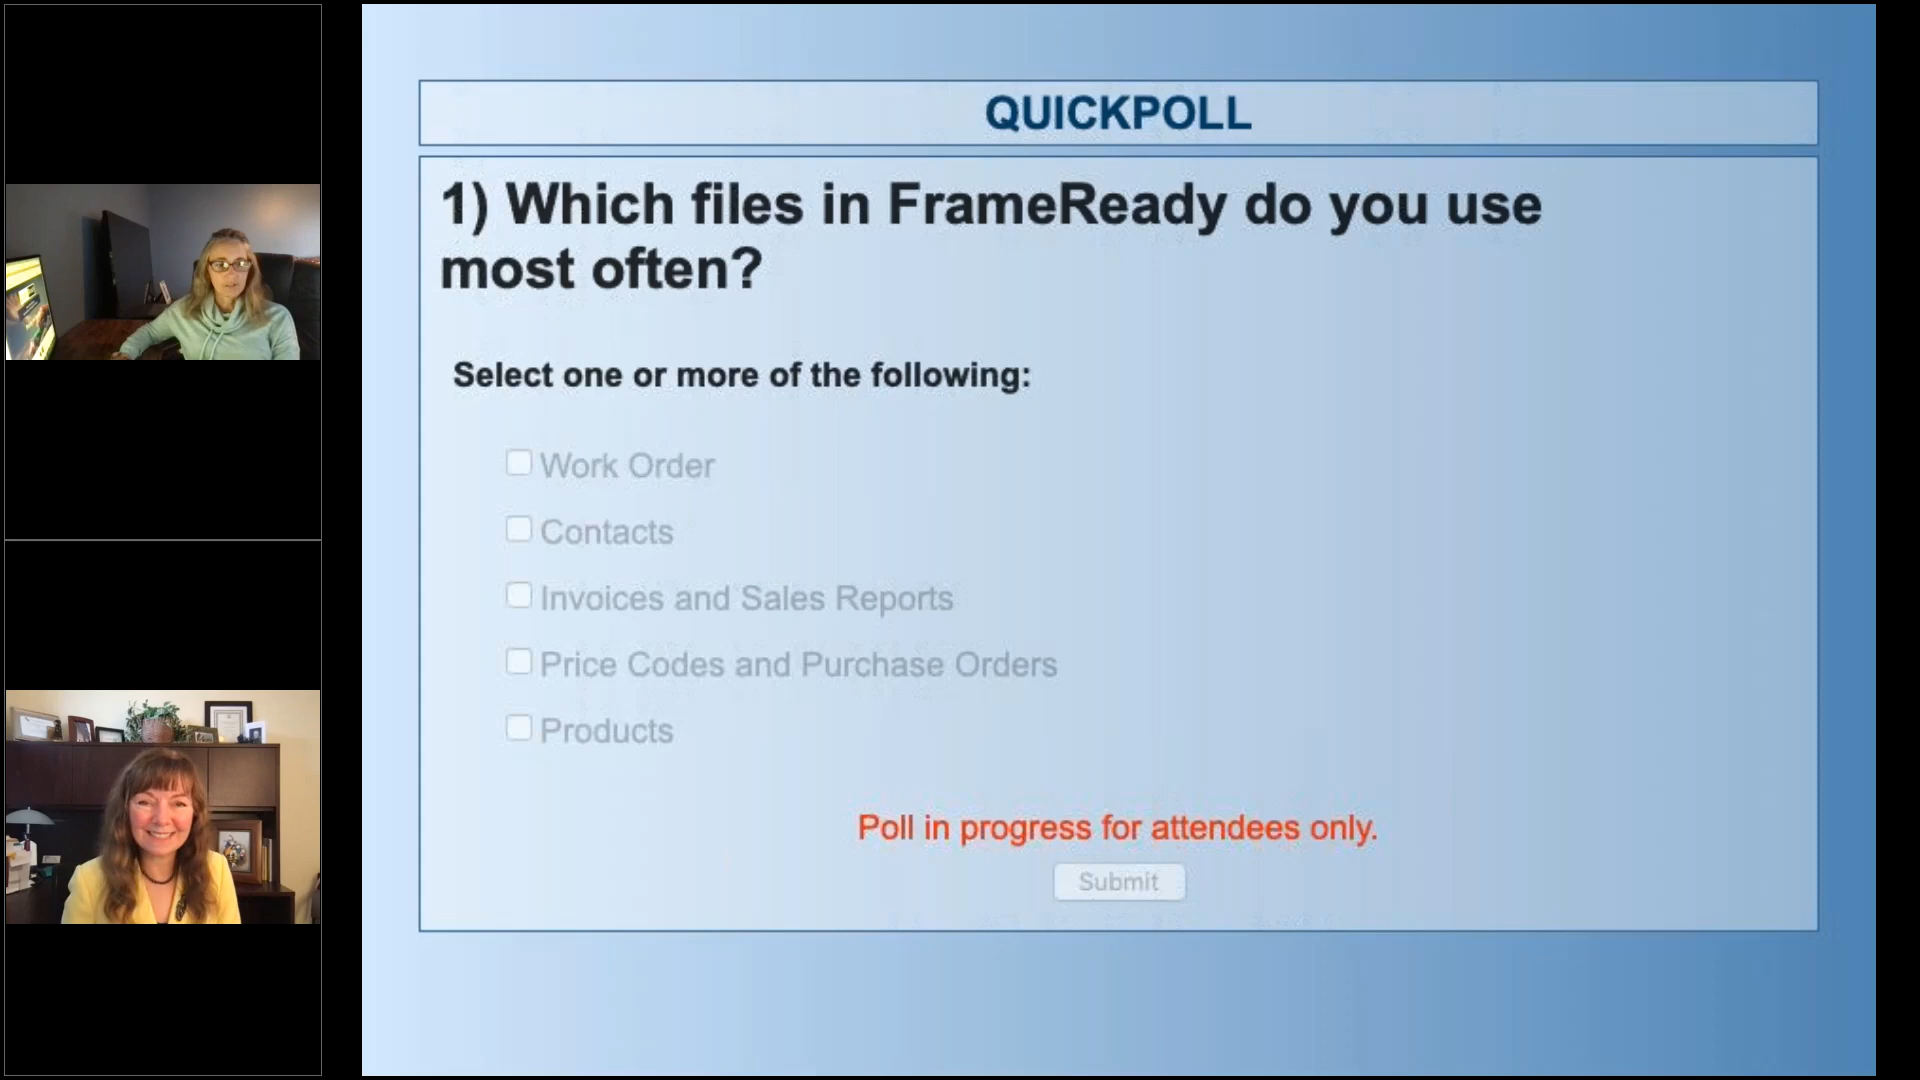 QUICKPOLL
1) Which files in FrameReady do you use
most often?
Select one or more of the following:
Work Order
Contacts
Invoices and Sales Reports
Price Codes and Purchase Orders
Products
Poll in progress for attendees only.
Submit